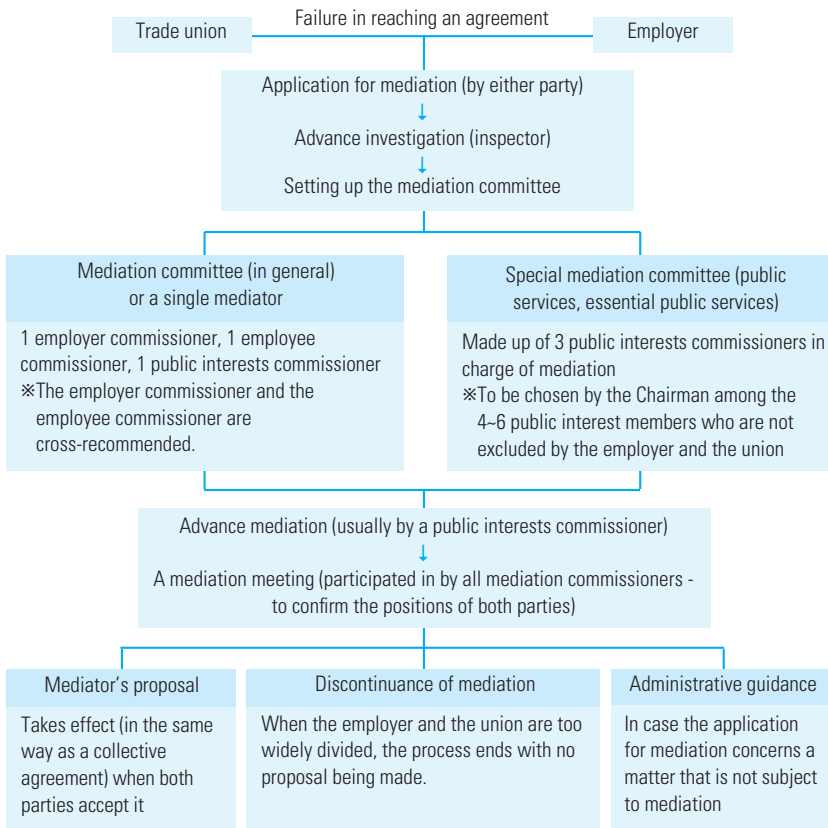 Failure in reaching an agreement
Trade union
Employer
Application for mediation (by either party)
↓
Advance investigation (inspector)
↓
Setting up the mediation committee
Mediation committee (in general)
or a single mediator
1 employer commissioner, 1 employee
commissioner, 1 public interests commissioner
※The employer commissioner and the
employee commissioner are
cross-recommended.
Special mediation committee (public
services, essential public services)
Made up of 3 public interests commissioners in
charge of mediation
※To be chosen by the Chairman among the
4~6 public interest members who are not
excluded by the employer and the union
Advance mediation (usually by a public interests commissioner)
↓
A mediation meeting (participated in by all mediation commissioners -
to confirm the positions of both parties)
Mediator's proposal
Takes effect (in the same
way as a collective
agreement) when both
parties accept it
Discontinuance of mediation
When the employer and the union are too
widely divided, the process ends with no
proposal being made.
Administrative guidance
In case the application
for mediation concerns a
matter that is not subject
to mediation